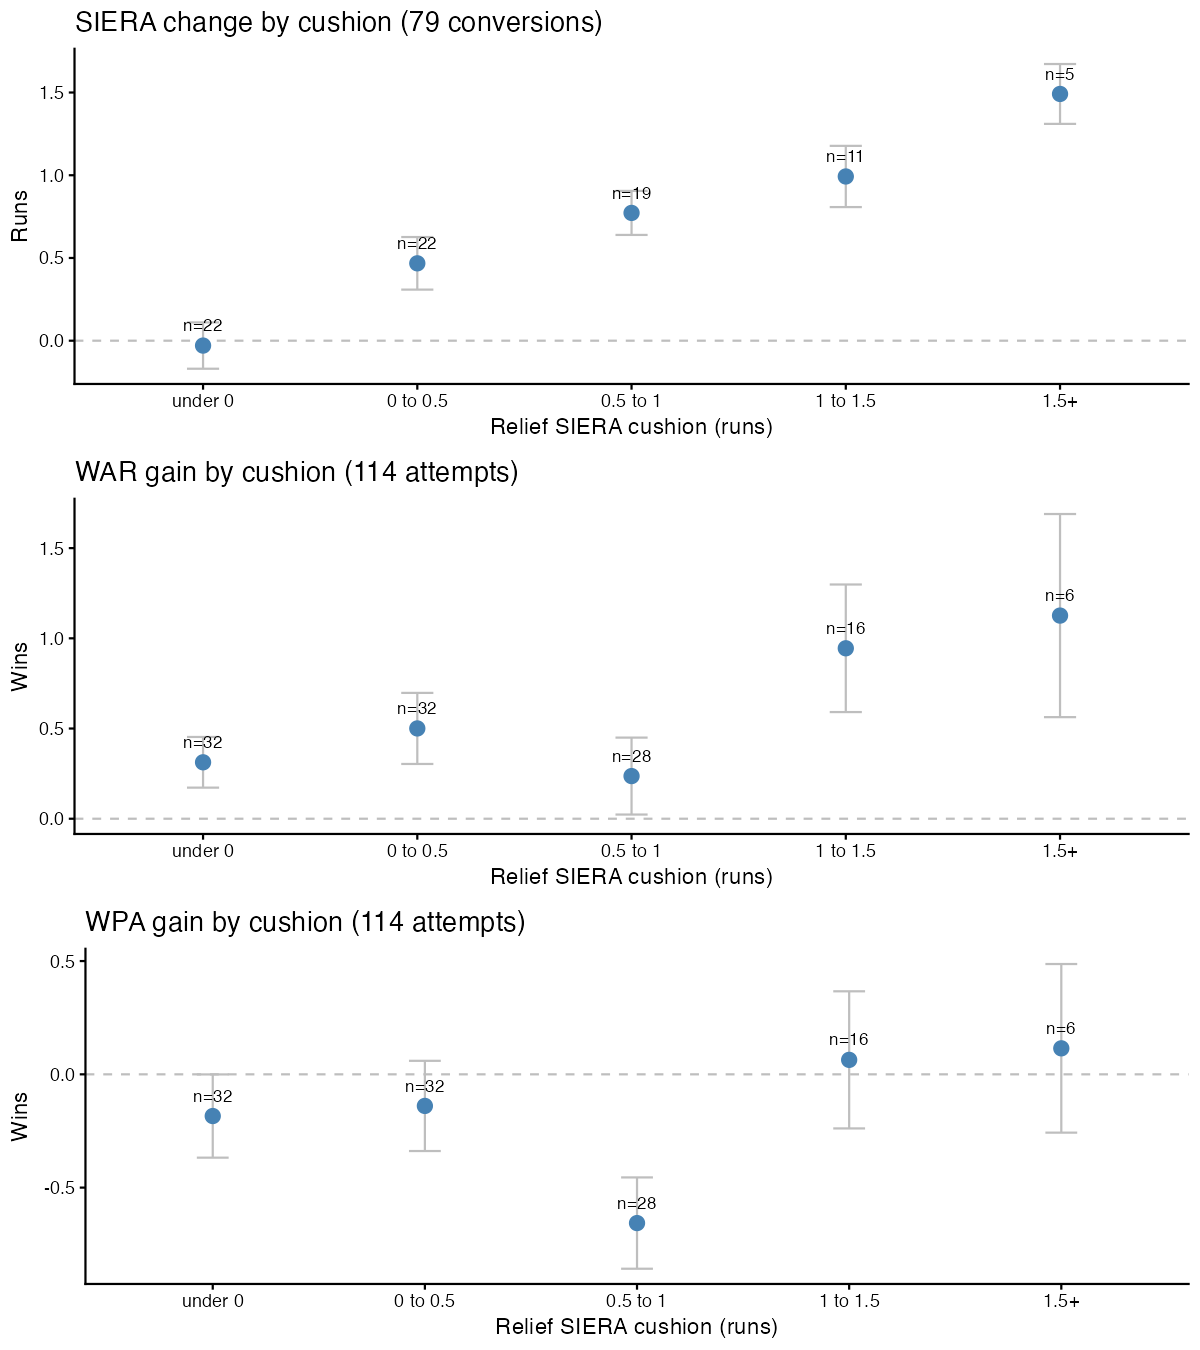 SIERA change by cushion (79 conversions)
Runs
1.5
1.0
0.5
0.0
n=22
n=22
n=19
n=11
n=5
under 0
0 to 0.5
0.5 to 1
1 to 1.5
1.5+
Relief SIERA cushion (runs)
WAR gain by cushion (114 attempts)
Wins
1.5
1.0
0.5
0.0
n=32
n=32
n=28
n=16
n=6
under 0
0 to 0.5
0.5 to 1
1 to 1.5
1.5+
Relief SIERA cushion (runs)
WPA gain by cushion (114 attempts)
Wins
0.5
0.0
-0.5
n=32
n=32
n=28
n=16
n=6
under 0
0 to 0.5
0.5 to 1
1 to 1.5
1.5+
Relief SIERA cushion (runs)